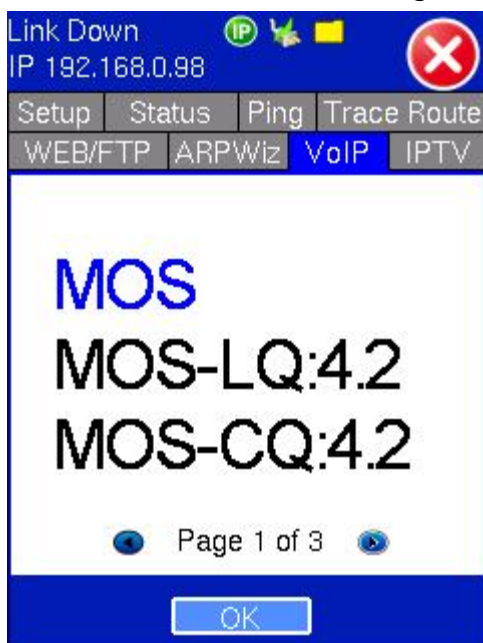 Link Down IP
IP 192.168.0.98
Setup Status Ping Trace Route
WEB/FTP ARPWiz VoIP IPTV
MOS
MOS-LQ:4.2
MOS-CQ:4.2
Page 1 of 3
OK